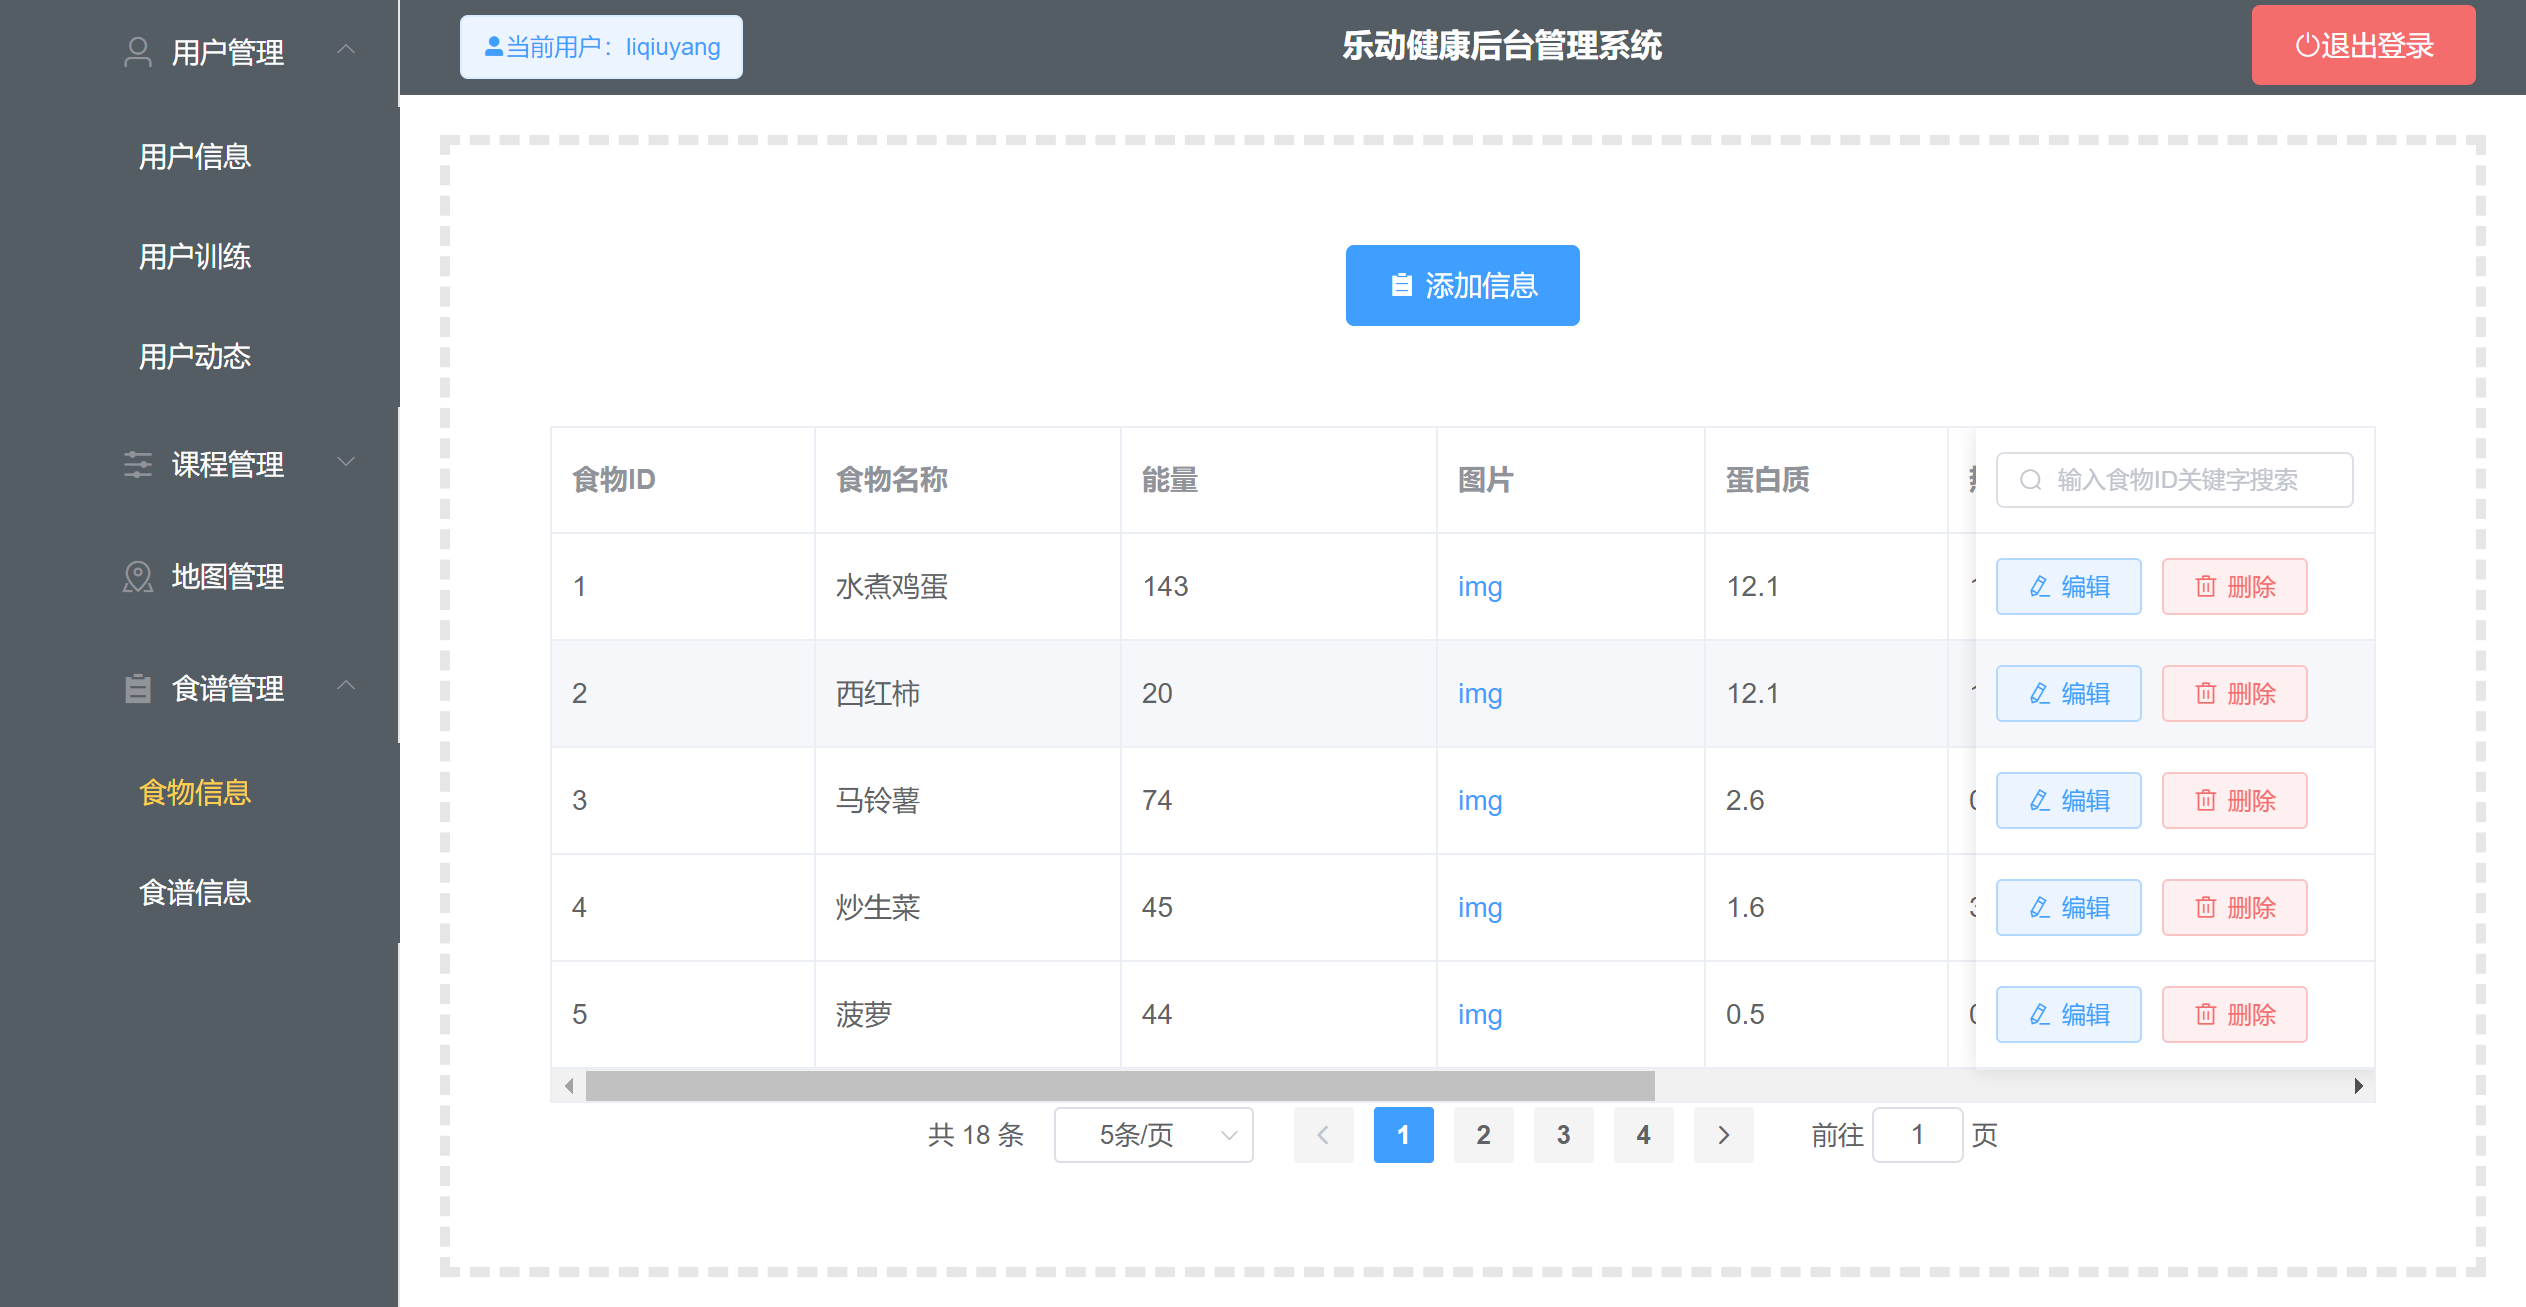 用户管理
用户信息
用户训练
用户动态
课程管理
地图管理
食谱管理
食物信息
食谱信息
当前用户：liqiuyang
乐动健康后台管理系统
退出登录
添加信息
食物ID 食物名称 能量 图片 蛋白质 输入食物ID关键字搜索
1 水煮鸡蛋 143 img 12.1 编辑 删除
2 西红柿 20 img 12.1 编辑 删除
3 马铃薯 74 img 2.6 编辑 删除
4 炒生菜 45 img 1.6 编辑 删除
5 菠萝 44 img 0.5 编辑 删除
共 18 条 5条/页 1 2 3 4 前往 1 页